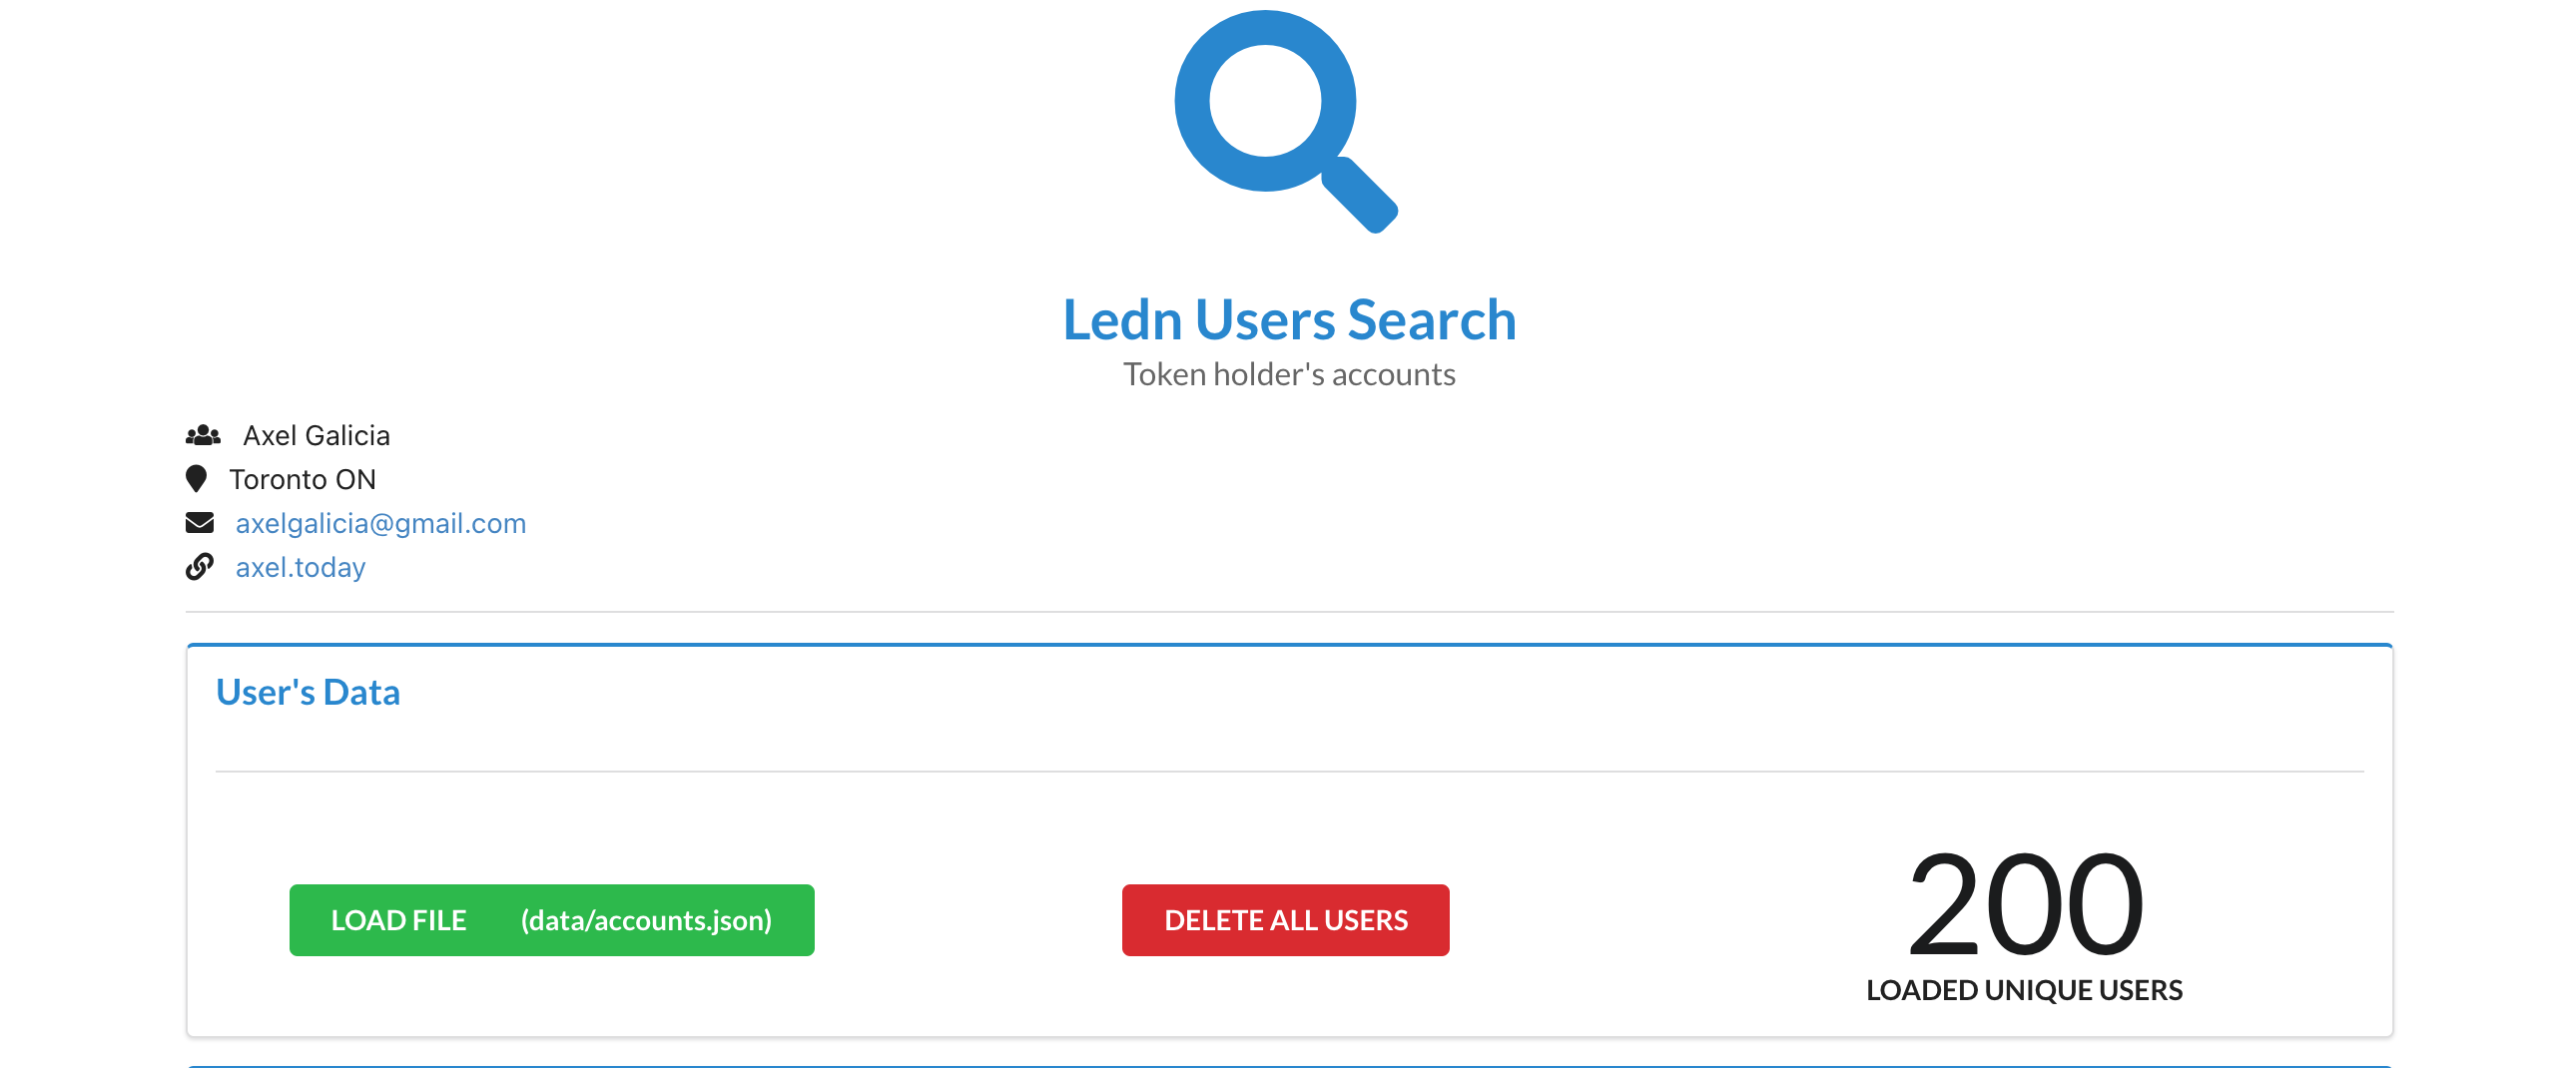 Ledn Users Search
Token holder's accounts
Axel Galicia
Toronto ON
axelgalicia@gmail.com
axel.today
User's Data
LOAD FILE (data/accounts.json)
DELETE ALL USERS
200
LOADED UNIQUE USERS